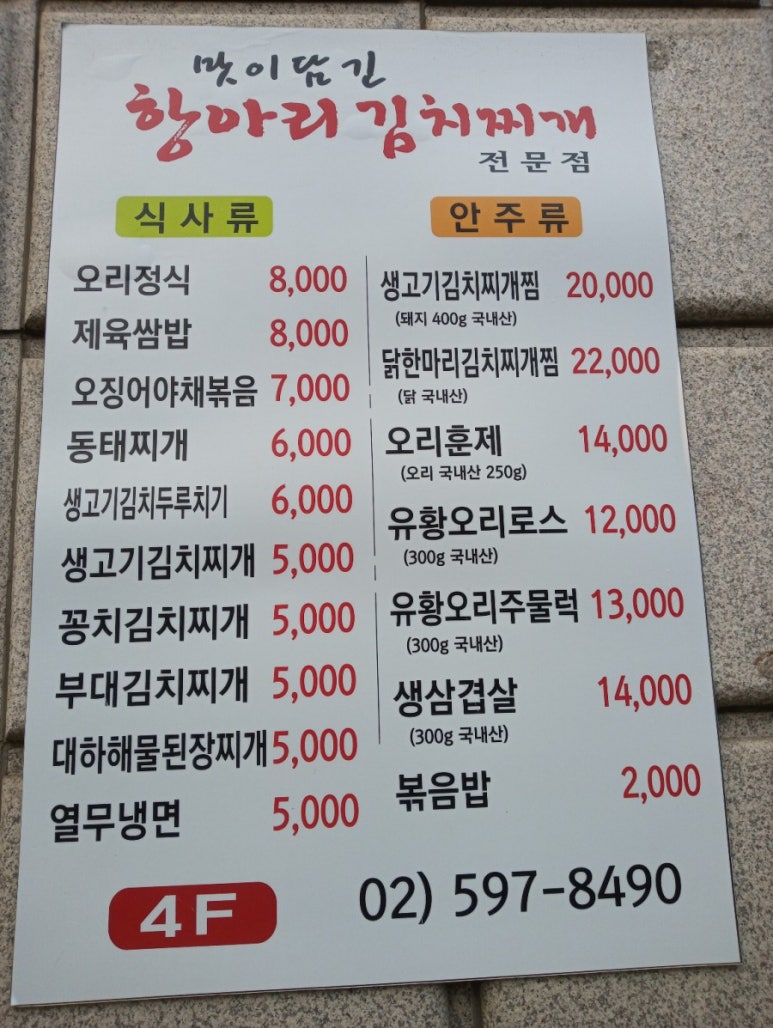 맛이담긴
항아리김치찌개
전문점
식사류
오리정식 8,000
제육쌈밥 8,000
오징어야채볶음 7,000
동태찌개 6,000
생고기김치두루치기 6,000
생고기김치찌개 5,000
꽁치김치찌개 5,000
부대김치찌개 5,000
대하해물된장찌개 5,000
열무냉면 5,000
안주류
생고기김치찌개찜 20,000
(돼지 400g 국내산)
닭한마리김치찌개찜 22,000
(닭 국내산)
오리훈제 14,000
(오리 국내산 250g)
유황오리로스 12,000
(300g 국내산)
유황오리주물럭 13,000
(300g 국내산)
생삼겹살 14,000
(300g 국내산)
볶음밥 2,000
4F
02) 597-8490